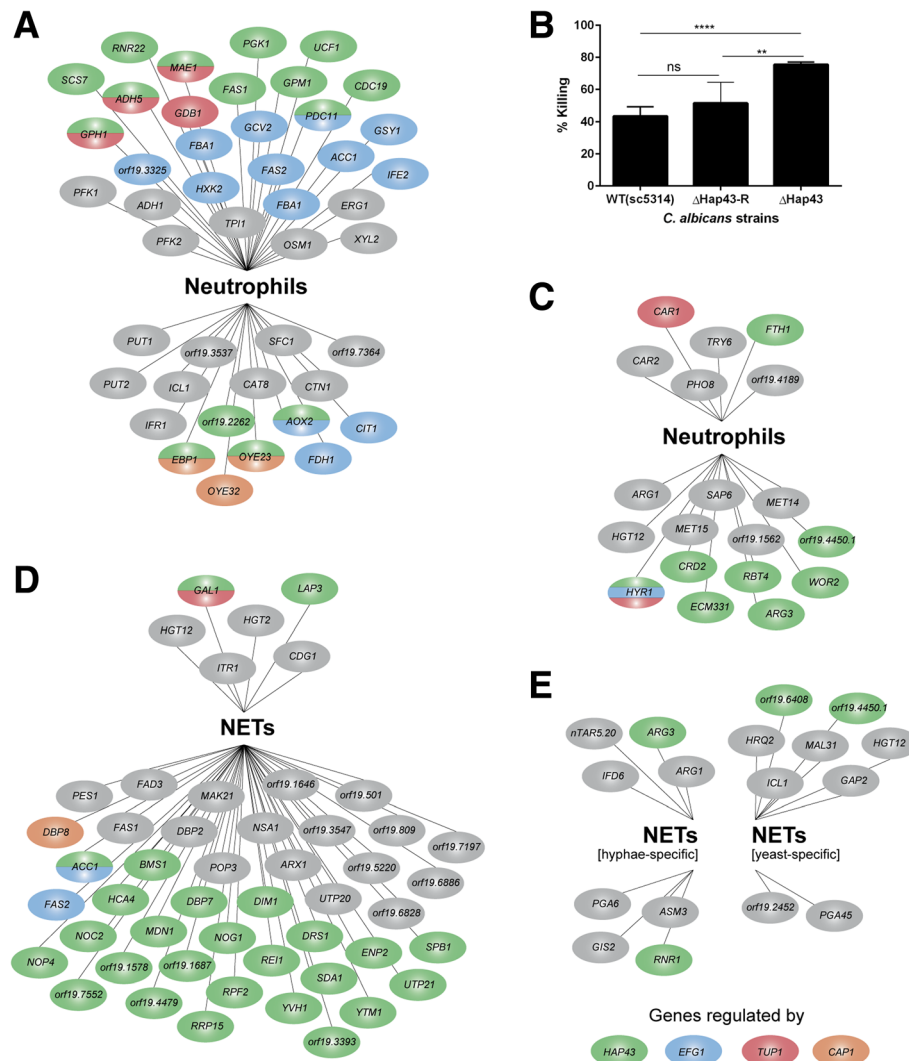 A
RNR22
PGK1
UCF1
SCS7
MAE1
FAS1
GPM1
CDC19
ADH5
GDB1
GCV2
PDC11
GPH1
FBA1
GSY1
orf19.3325
HXK2
FAS2
ACC1
IFE2
PFK1
ADH1
FBA1
ERG1
TPI1
PFK2
OSM1
XYL2
Neutrophils
PUT1
orf19.3537
SFC1
orf19.7364
PUT2
ICL1
CAT8
CTN1
IFR1
orf19.2262
AOX2
CIT1
EBP1
OYE23
FDH1
OYE32
B
% Killing
100
80
60
40
20
0
****
**
ns
WT(sc5314)
ΔHap43-R
ΔHap43
C. albicans strains
C
CAR1
TRY6
FTH1
CAR2
PHO8
orf19.4189
Neutrophils
ARG1
SAP6
MET14
HGT12
MET15
orf19.1562
orf19.4450.1
CRD2
RBT4
WOR2
HYR1
ECM331
ARG3
D
GAL1
LAP3
HGT12
HGT2
ITR1
CDG1
NETs
PES1
FAD3
MAK21
orf19.1646
orf19.501
DBP8
FAS1
DBP2
NSA1
orf19.3547
orf19.809
orf19.7197
ACC1
BMS1
POP3
ARX1
orf19.5220
orf19.6886
FAS2
HCA4
DBP7
DIM1
UTP20
orf19.6828
NOC2
MDN1
NOG1
DRS1
ENP2
SPB1
NOP4
orf19.1578
orf19.1687
REI1
SDA1
UTP21
orf19.7552
orf19.4479
RPF2
YVH1
YTM1
RRP15
orf19.3393
E
nTAR5.20
ARG3
IFD6
ARG1
orf19.6408
orf19.4450.1
HRQ2
MAL31
HGT12
ICL1
GAP2
NETs
[hyphae-specific]
NETs
[yeast-specific]
PGA6
ASM3
GIS2
RNR1
orf19.2452
PGA45
Genes regulated by
HAP43
EFG1
TUP1
CAP1